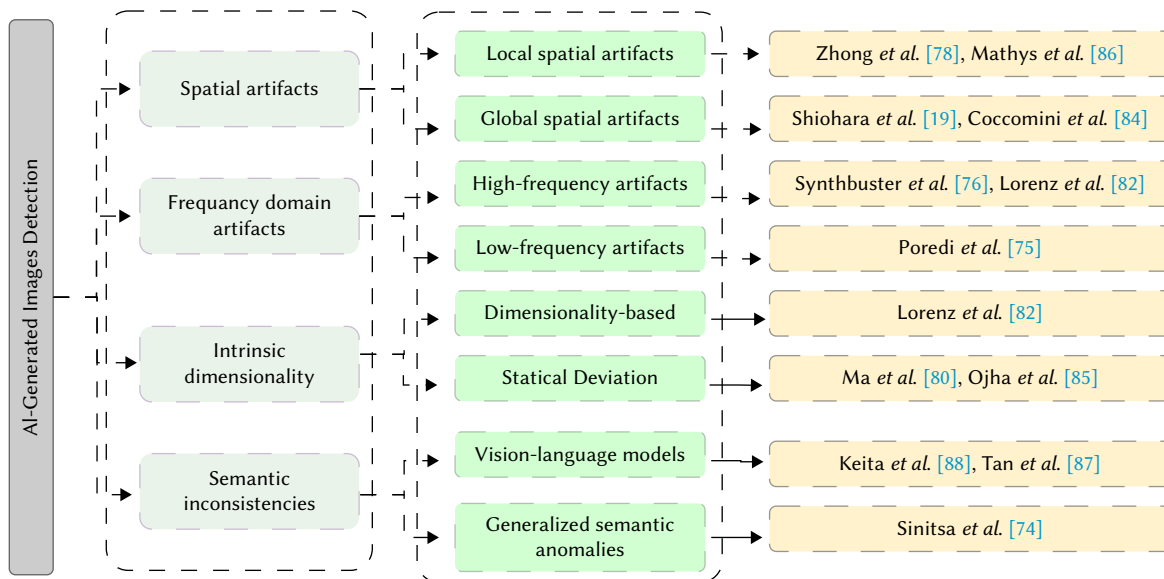 AI-Generated Images Detection
Spatial artifacts
Frequancy domain
artifacts
Intrinsic
dimensionality
Semantic
inconsistencies
Local spatial artifacts
Global spatial artifacts
High-frequency artifacts
Low-frequency artifacts
Dimensionality-based
Statical Deviation
Vision-language models
Generalized semantic
anomalies
Zhong et al. [78], Mathys et al. [86]
Shiohara et al. [19], Coccomini et al. [84]
Synthbuster et al. [76], Lorenz et al. [82]
Poredi et al. [75]
Lorenz et al. [82]
Ma et al. [80], Ojha et al. [85]
Keita et al. [88], Tan et al. [87]
Sinitsa et al. [74]